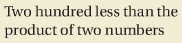 Two hundred less than the
product of two numbers